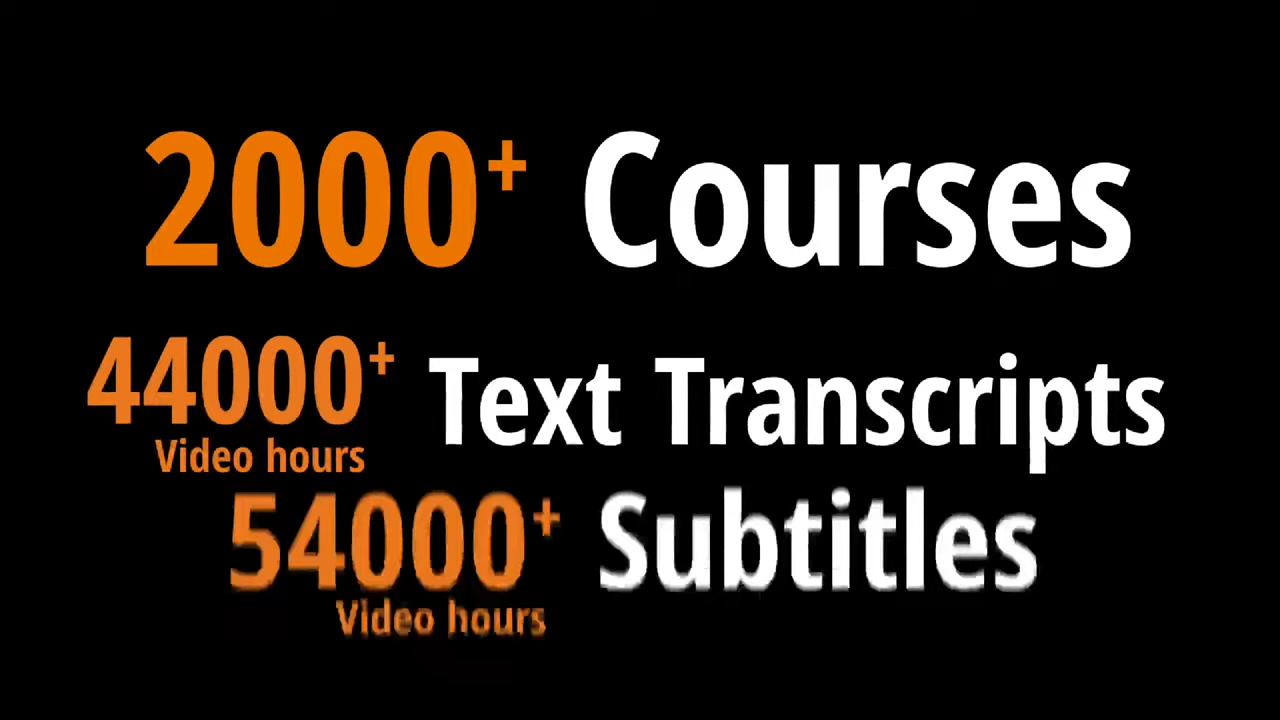 2000+ Courses
44000+ Text Transcripts
Video hours
54000+ Subtitles
Video hours